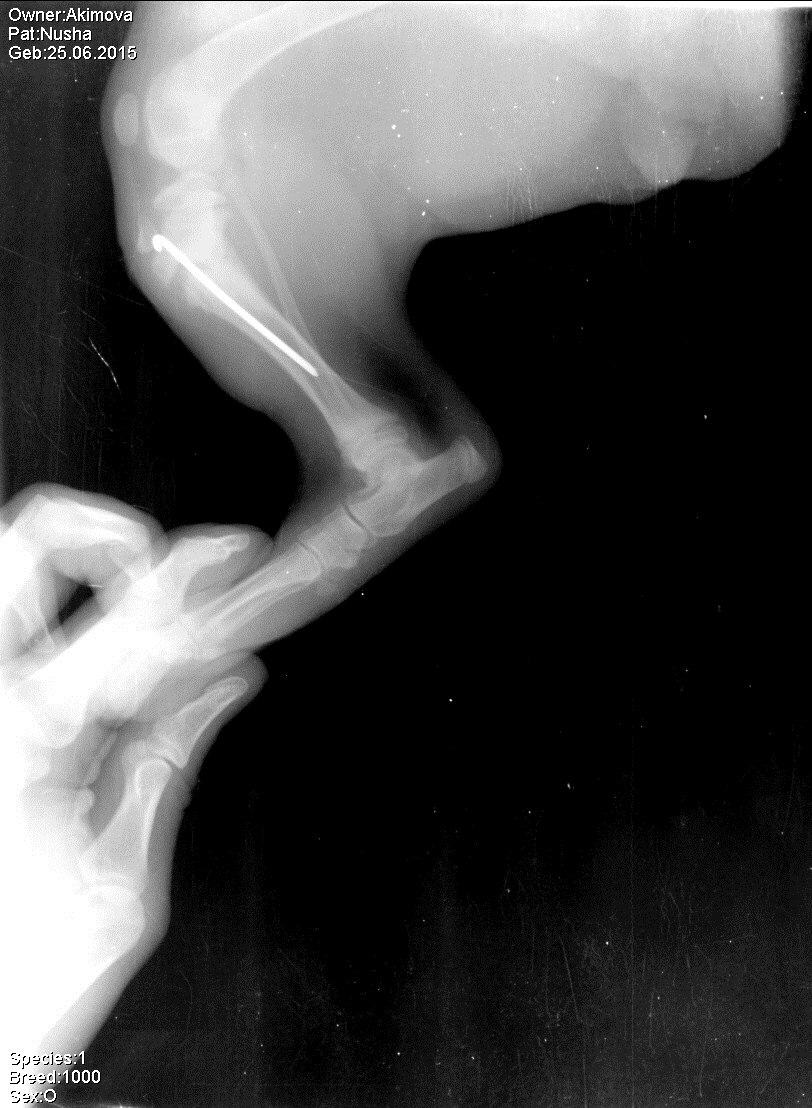 Owner:Akimova
Pat:Nusha
Geb:25.06.2015
Species:1
Breed:1000
Sex:O